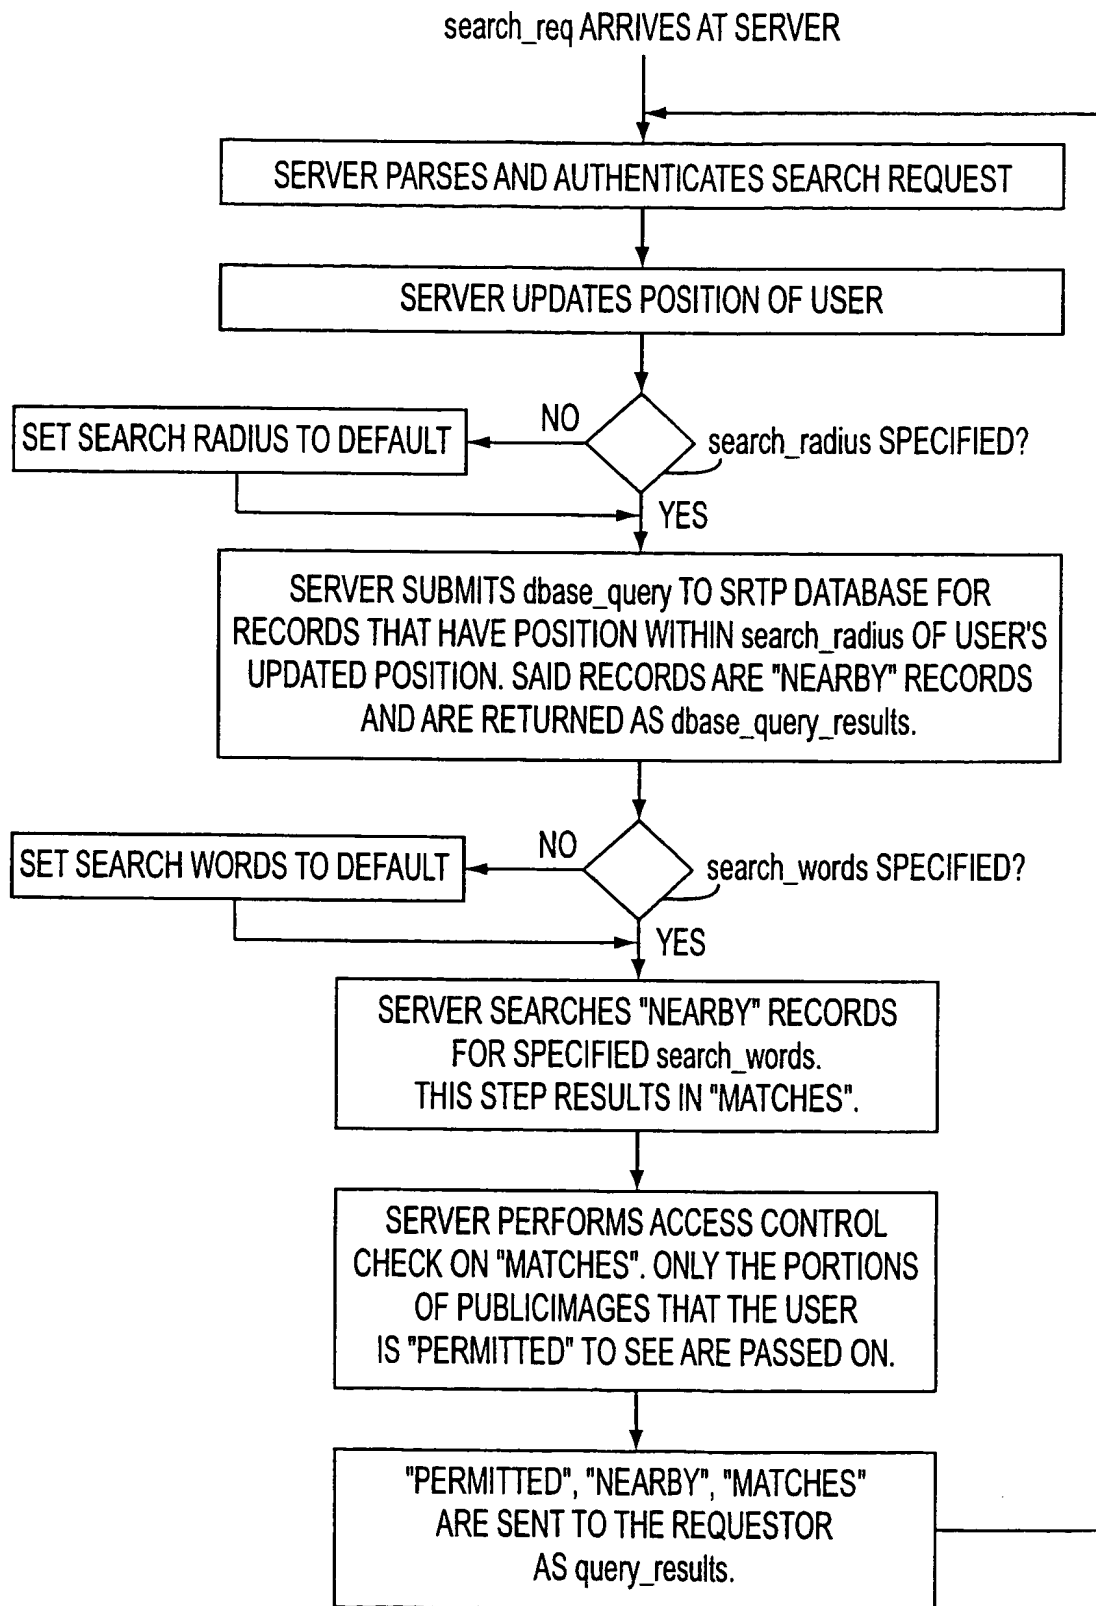 search_req ARRIVES AT SERVER
SERVER PARSES AND AUTHENTICATES SEARCH REQUEST
SERVER UPDATES POSITION OF USER
NO
SET SEARCH RADIUS TO DEFAULT
search_radius SPECIFIED?
YES
SERVER SUBMITS dbase_query TO SRTP DATABASE FOR
RECORDS THAT HAVE POSITION WITHIN search_radius OF USER'S
UPDATED POSITION. SAID RECORDS ARE "NEARBY" RECORDS
AND ARE RETURNED AS dbase_query_results.
NO
SET SEARCH WORDS TO DEFAULT
search_words SPECIFIED?
YES
SERVER SEARCHES "NEARBY" RECORDS
FOR SPECIFIED search_words.
THIS STEP RESULTS IN "MATCHES".
SERVER PERFORMS ACCESS CONTROL
CHECK ON "MATCHES". ONLY THE PORTIONS
OF PUBLICIMAGES THAT THE USER
IS "PERMITTED" TO SEE ARE PASSED ON.
"PERMITTED", "NEARBY", "MATCHES"
ARE SENT TO THE REQUESTOR
AS query_results.